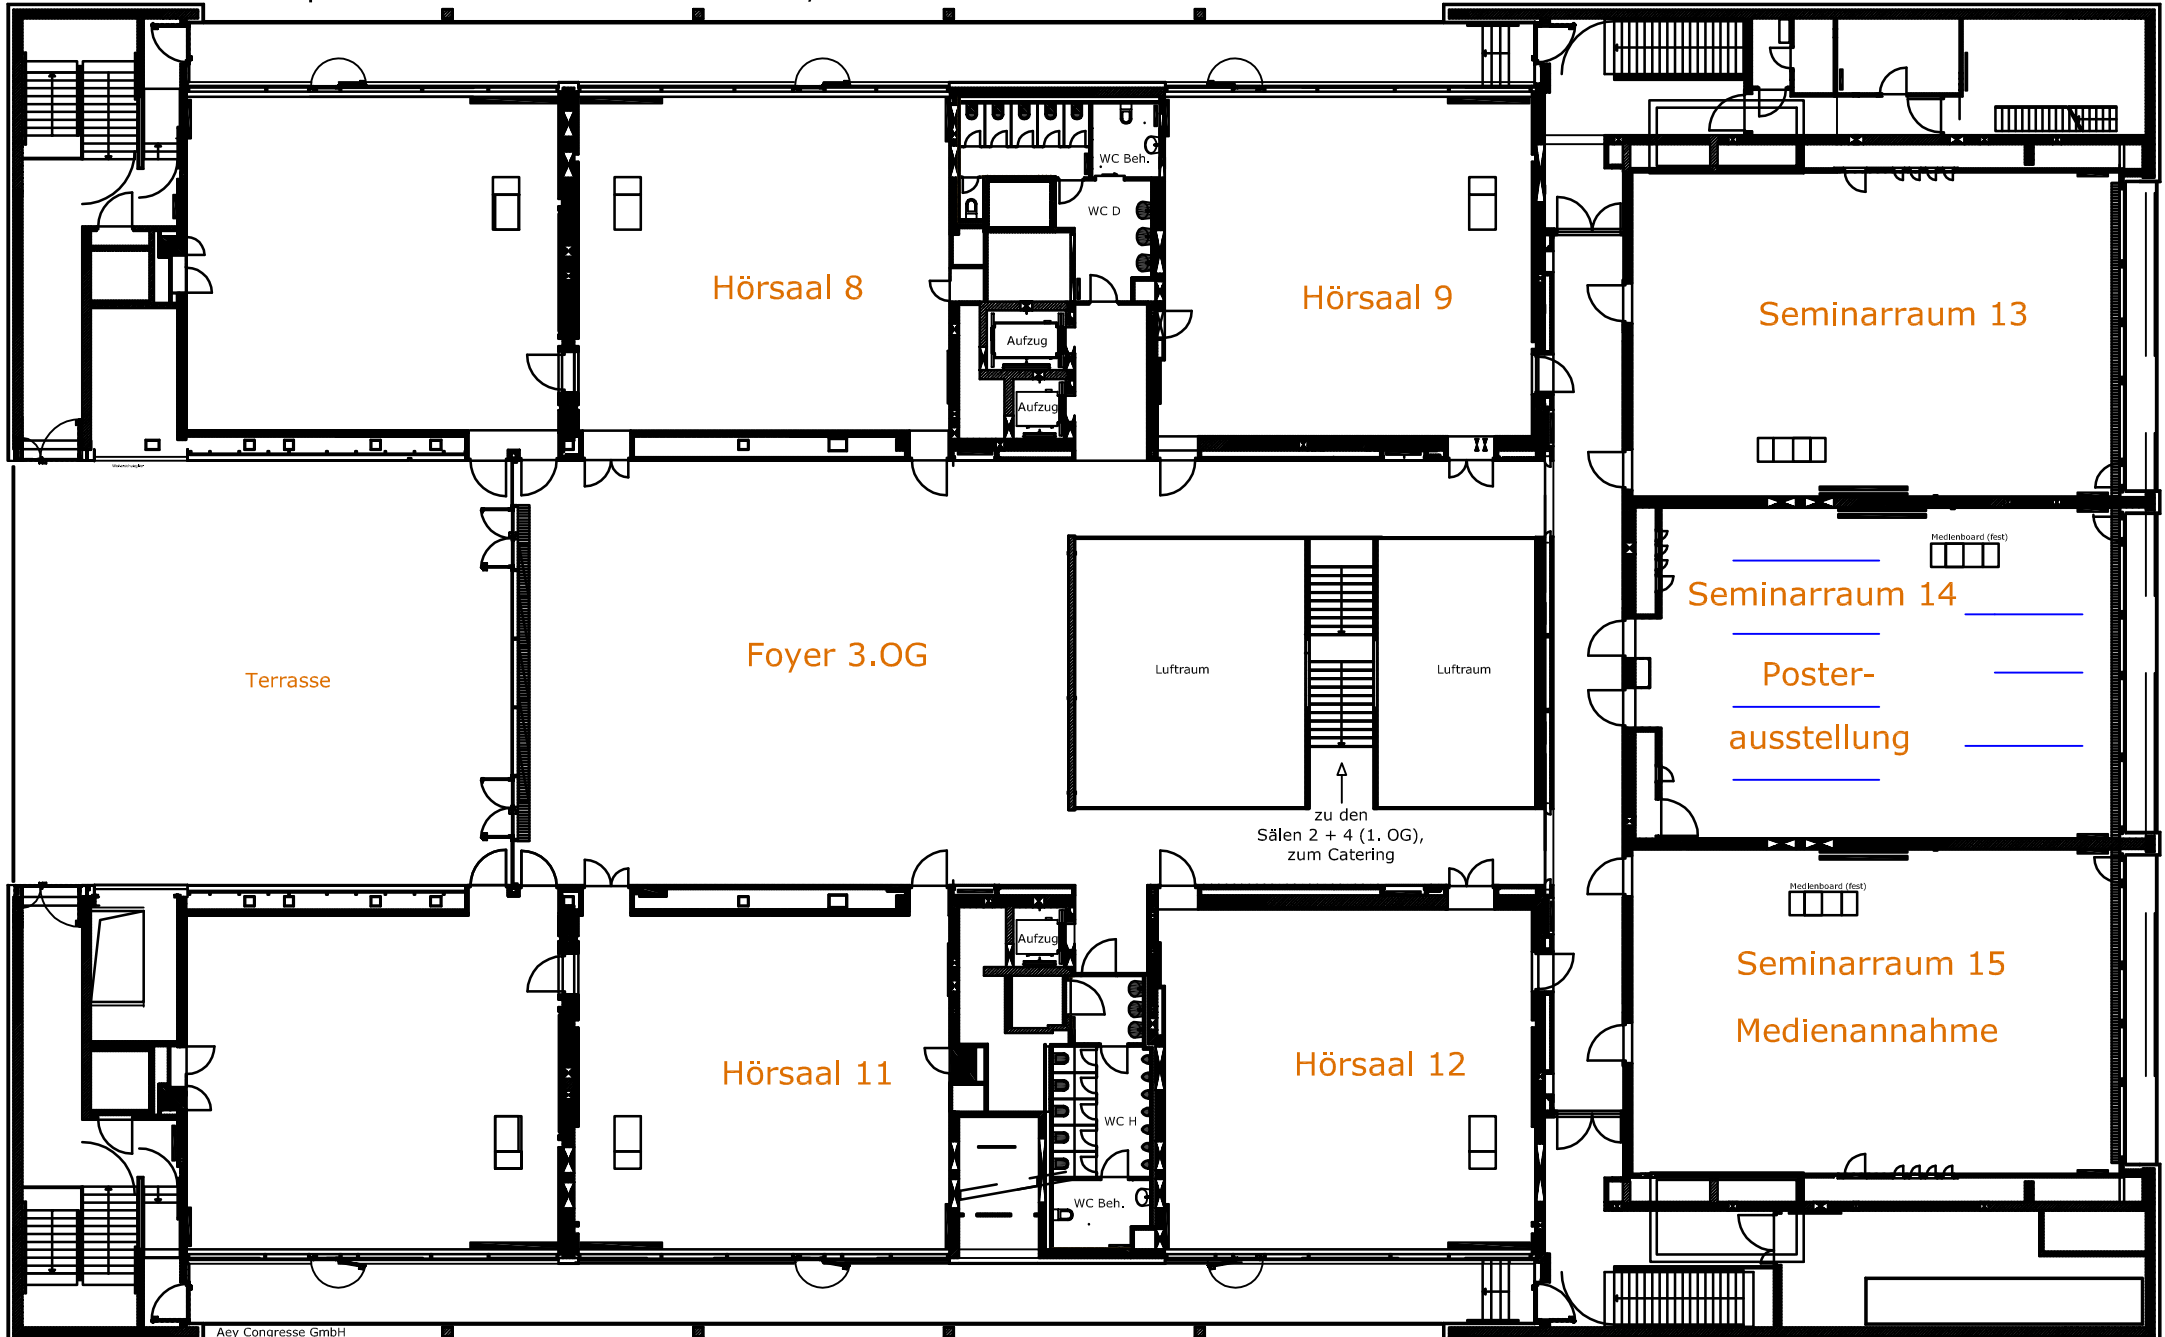 WC Beh.
WC D
Hörsaal 8
Hörsaal 9
Seminarraum 13
Aufzug
Aufzug
Medienboard (fest)
Seminarraum 14
Foyer 3.OG
Terrasse
Luftraum
Luftraum
Poster-
ausstellung
zu den
Sälen 2 + 4 (1. OG),
zum Catering
Medienboard (fest)
Aufzug
Seminarraum 15
Medienannahme
Hörsaal 11
Hörsaal 12
WC H
WC Beh.
Aey Congresse GmbH